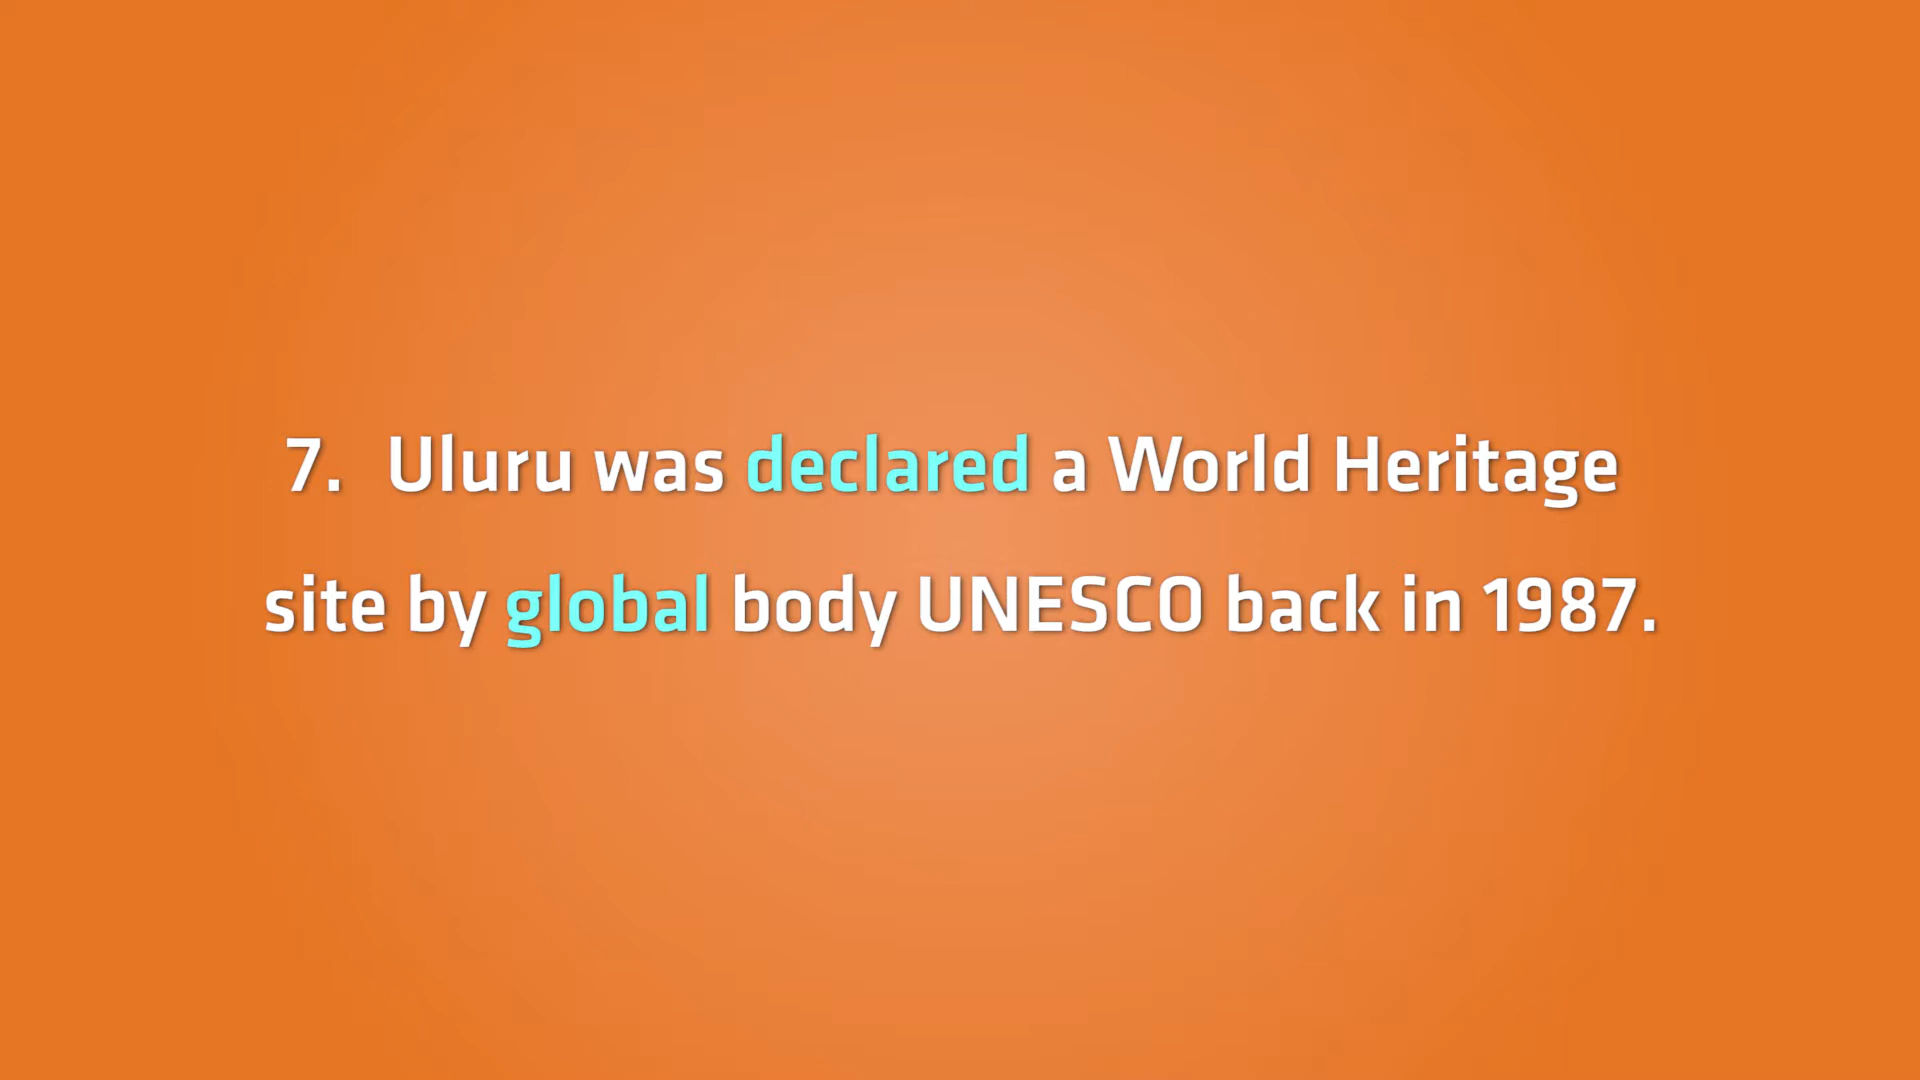 7. Uluru was declared a World Heritage
site by global body UNESCO back in 1987.